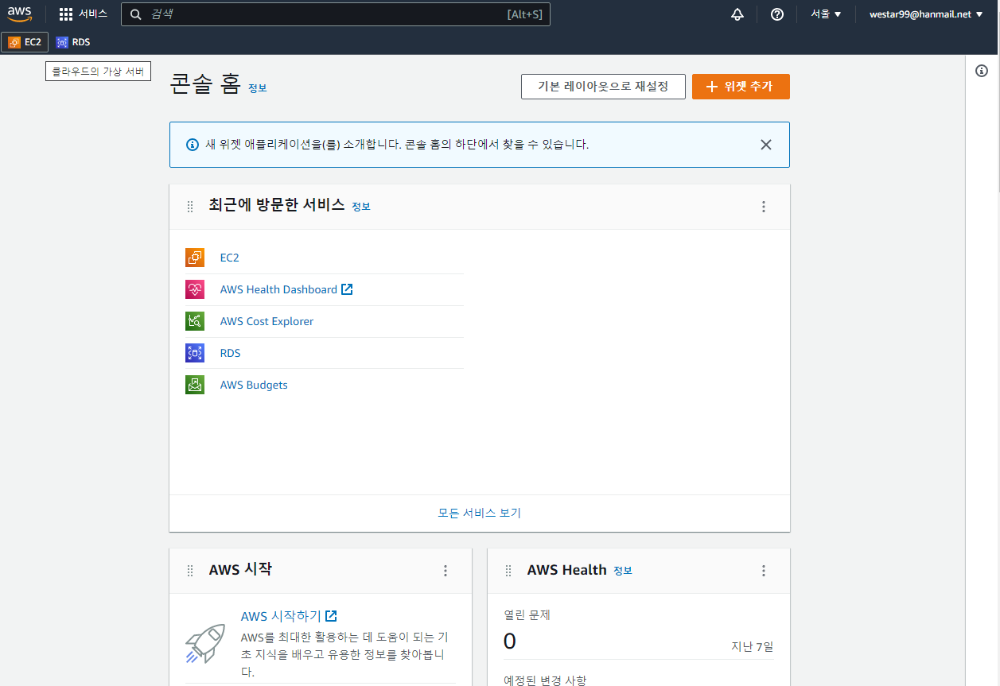 aws 서비스 검색 [Alt+S] 서울 westar99@hanmail.net
EC2 RDS
클라우드의 가상 서버
콘솔 홈 정보 기본 레이아웃으로 재설정 위젯 추가
새 위젯 애플리케이션을(를) 소개합니다. 콘솔 홈의 하단에서 찾을 수 있습니다.
최근에 방문한 서비스 정보
EC2
AWS Health Dashboard
AWS Cost Explorer
RDS
AWS Budgets
모든 서비스 보기
AWS 시작
AWS 시작하기
AWS를 최대한 활용하는 데 도움이 되는 기
초 지식을 배우고 유용한 정보를 찾아봅니
다.
AWS Health 정보
열린 문제
0 지난 7일
예정된 변경 사항